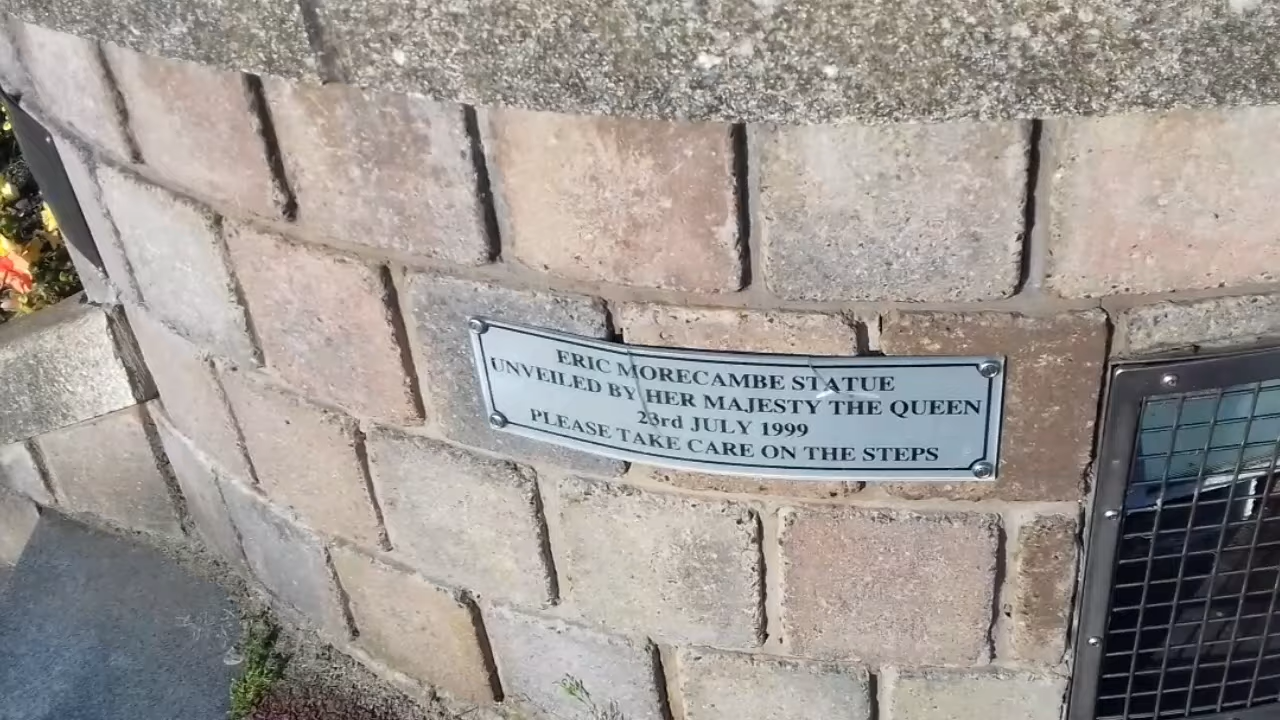 ERIC MORECAMBE STATUE
UNVEILED BY HER MAJESTY THE QUEEN
23rd JULY 1999
PLEASE TAKE CARE ON THE STEPS